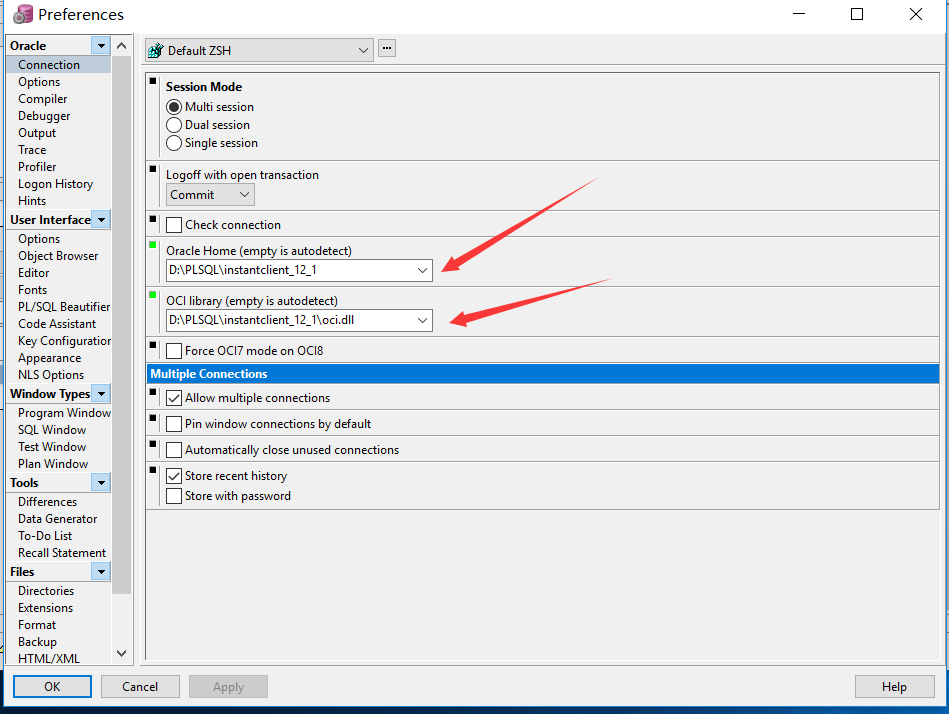 Preferences
Oracle
Connection
Options
Compiler
Debugger
Output
Trace
Profiler
Logon History
Hints
User Interface
Options
Object Browser
Editor
Fonts
PL/SQL Beautifier
Code Assistant
Key Configuration
Appearance
NLS Options
Window Types
Program Window
SQL Window
Test Window
Plan Window
Tools
Differences
Data Generator
To-Do List
Recall Statement
Files
Directories
Extensions
Format
Backup
HTML/XML
Default ZSH
...
Session Mode
Multi session
Dual session
Single session
Logoff with open transaction
Commit
Check connection
Oracle Home (empty is autodetect)
D:\PLSQL\instantclient_12_1
OCI library (empty is autodetect)
D:\PLSQL\instantclient_12_1\oci.dll
Force OCI7 mode on OCI8
Multiple Connections
Allow multiple connections
Pin window connections by default
Automatically close unused connections
Store recent history
Store with password
OK
Cancel
Apply
Help